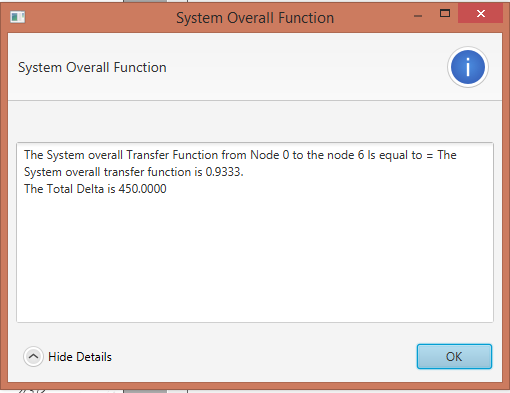 System Overall Function
System Overall Function
The System overall Transfer Function from Node 0 to the node 6 Is equal to = The
System overall transfer function is 0.9333.
The Total Delta is 450.0000
Hide Details
OK